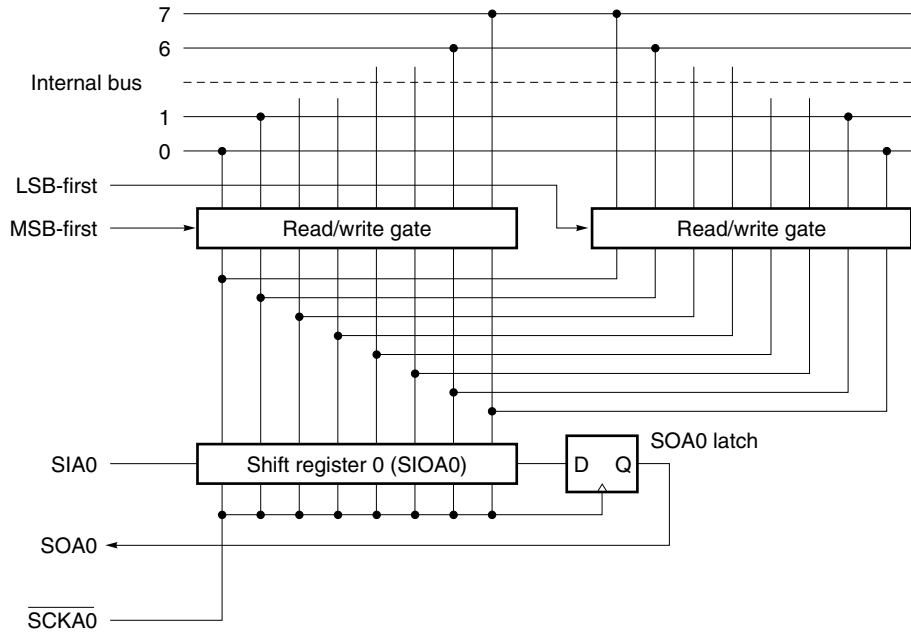 7
6
Internal bus
1
0
LSB-first
MSB-first
Read/write gate
Read/write gate
SOA0 latch
SIA0
Shift register 0 (SIOA0)
D
Q
SOA0
SCKA0